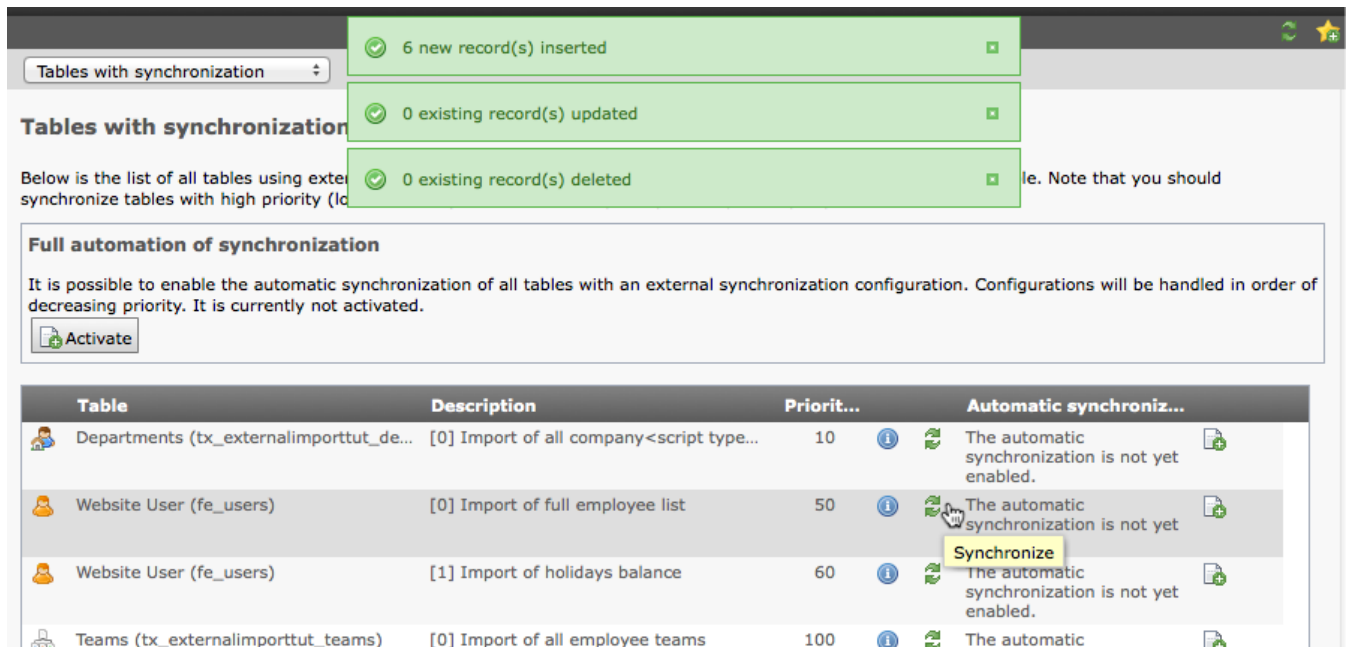 6 new record(s) inserted
Tables with synchronization
0 existing record(s) updated
Tables with synchronization
0 existing record(s) deleted
Below is the list of all tables using le. Note that you should
synchronize tables with high priority
Full automation of synchronization
It is possible to enable the automatic synchronization of all tables with an external synchronization configuration. Configurations will be handled in order of
decreasing priority. It is currently not activated.
Activate
Table Description Priorit... Automatic synchroniz...
Departments (tx_externalimporttut_de... [0] Import of all company<script type... 10 The automatic
synchronization is not yet
enabled.
Website User (fe_users) [0] Import of full employee list 50 The automatic
synchronization is not yet
Synchronize
Website User (fe_users) [1] Import of holidays balance 60 The automatic
synchronization is not yet
enabled.
Teams (tx_externalimporttut_teams) [0] Import of all employee teams 100 The automatic